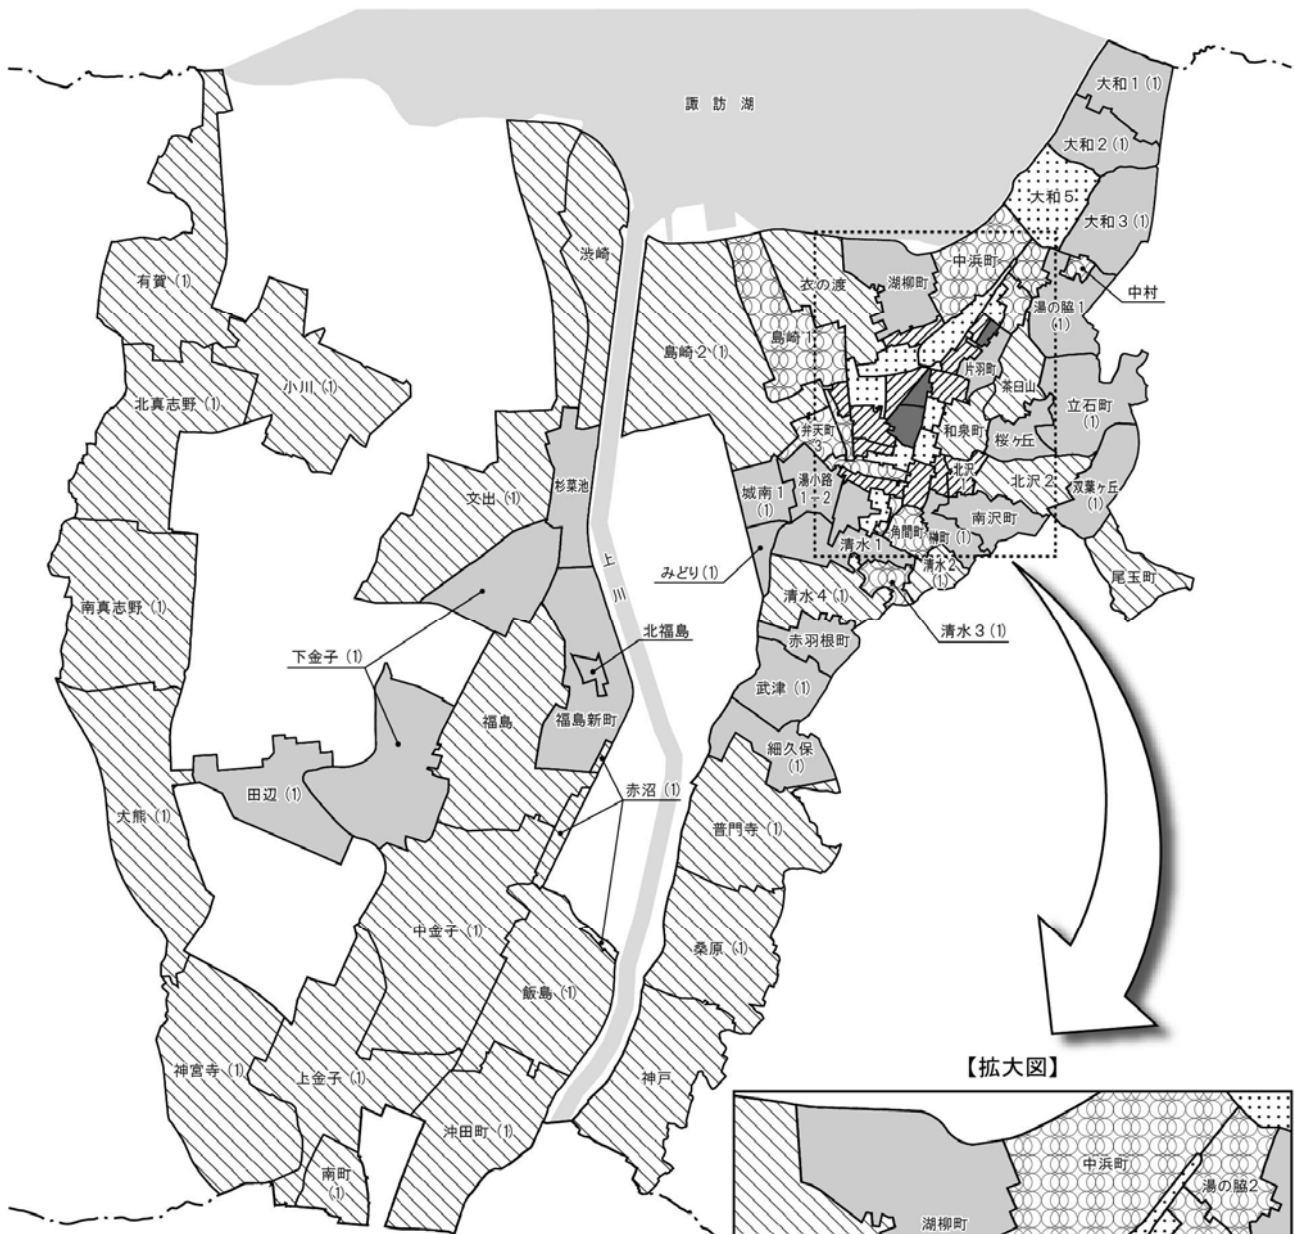 諏訪湖
大和1(1)
大和2(1)
大和5
大和3(1)
中村
有賀(1)
渋崎
衣の渡
湖柳町
中浜町
湯の脇1
(1)
小川(1)
島崎2(1)
島崎1
片羽町
茶臼山
北真志野(1)
立石町
(1)
弁天町
3
和泉町
桜ヶ丘
文出(1)
杉菜池
城南1
(1)
湯小路
1-2
北沢
1
北沢2
双葉ヶ丘
(1)
南沢町
上川
清水1
角間町
榊町(1)
みどり(1)
清水2
(1)
尾玉町
南真志野(1)
清水4(1)
北福島
赤羽根町
清水3(1)
下金子(1)
武津(1)
福島
福島新町
細久保
(1)
田辺(1)
赤沼(1)
大熊(1)
普門寺(1)
中金子(1)
桑原(1)
飯島(1)
神宮寺(1)
上金子(1)
神戸
【拡大図】
沖田町(1)
南町
(1)
中浜町
湯の脇2
湖柳町